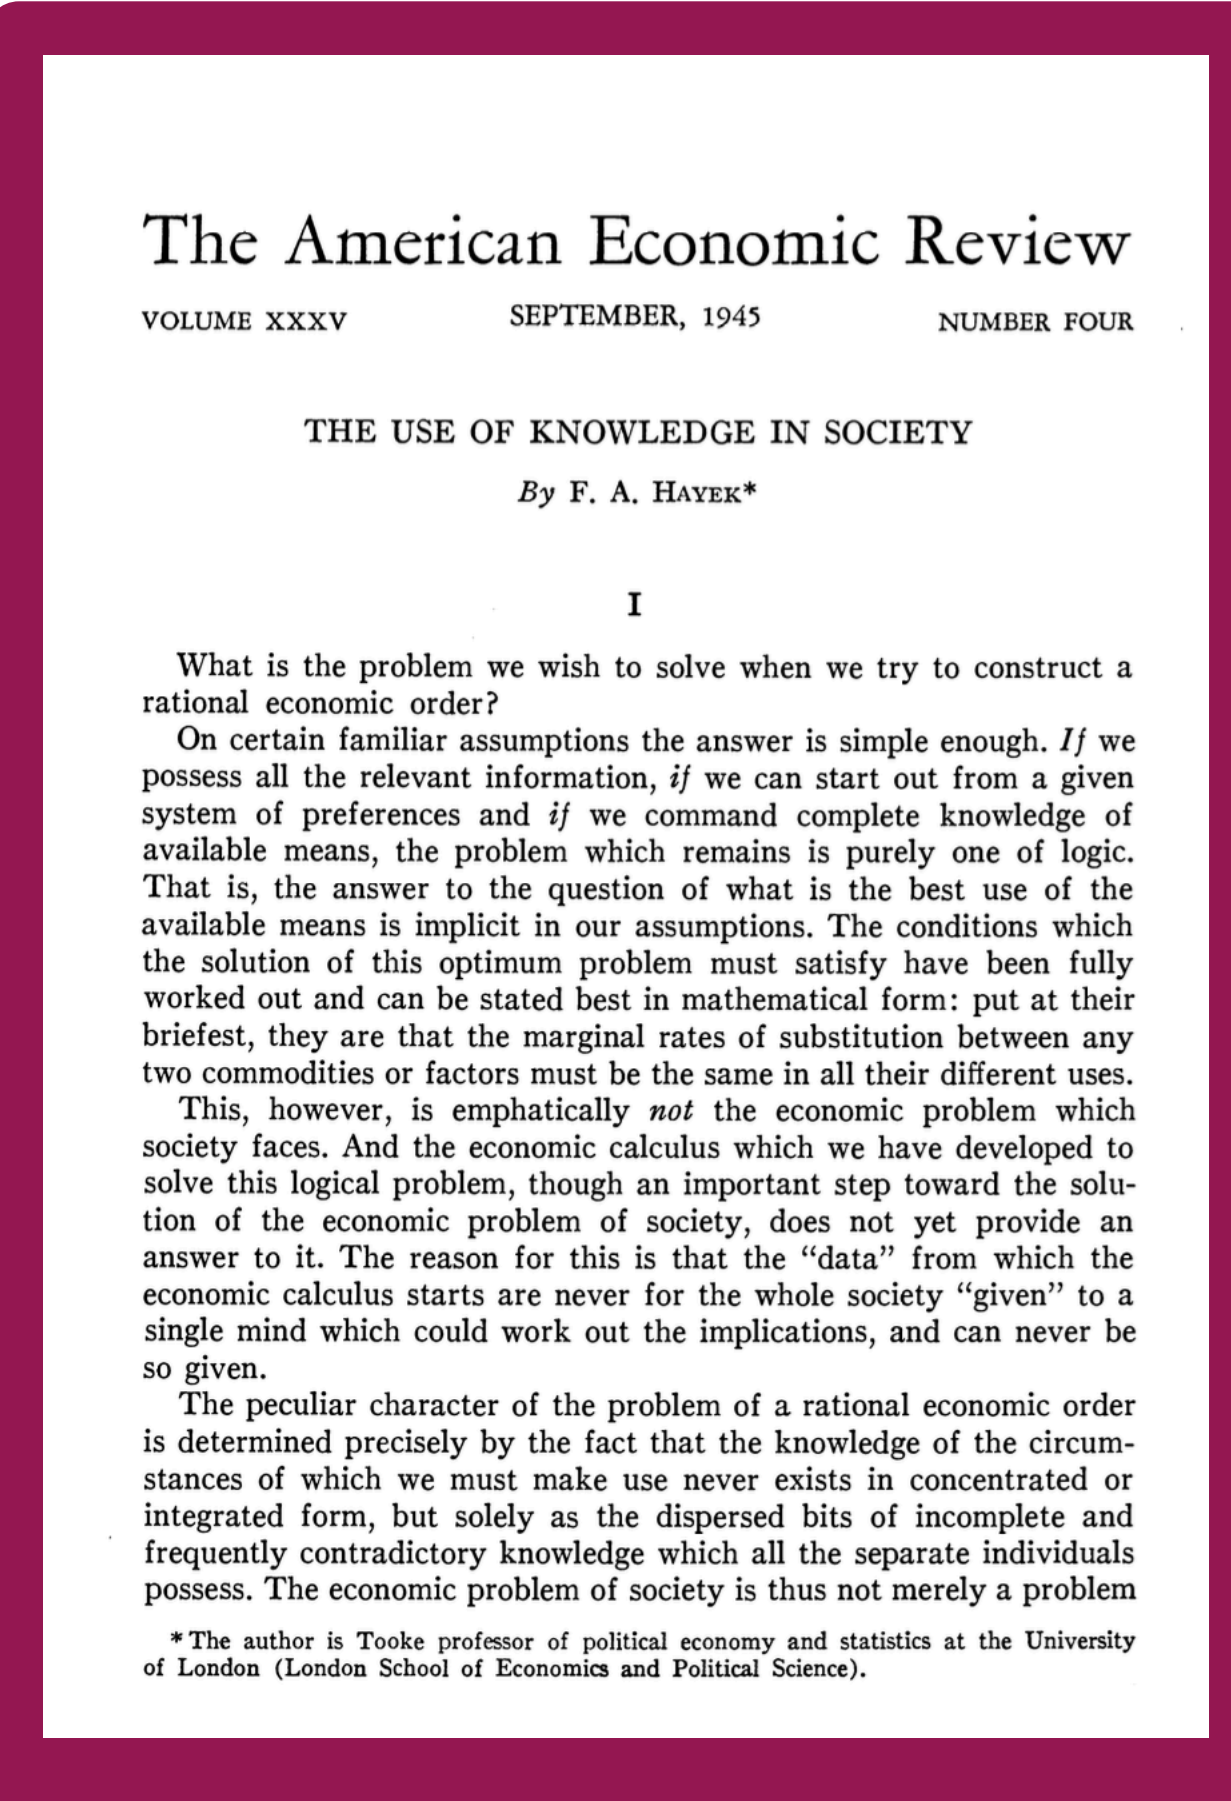 The American Economic Review
VOLUME XXXV SEPTEMBER, 1945 NUMBER FOUR
THE USE OF KNOWLEDGE IN SOCIETY
By F. A. HAYEK*
I
What is the problem we wish to solve when we try to construct a
rational economic order?
On certain familiar assumptions the answer is simple enough. If we
possess all the relevant information, if we can start out from a given
system of preferences and if we command complete knowledge of
available means, the problem which remains is purely one of logic.
That is, the answer to the question of what is the best use of the
available means is implicit in our assumptions. The conditions which
the solution of this optimum problem must satisfy have been fully
worked out and can be stated best in mathematical form: put at their
briefest, they are that the marginal rates of substitution between any
two commodities or factors must be the same in all their different uses.
This, however, is emphatically not the economic problem which
society faces. And the economic calculus which we have developed to
solve this logical problem, though an important step toward the solu-
tion of the economic problem of society, does not yet provide an
answer to it. The reason for this is that the “data” from which the
economic calculus starts are never for the whole society “given” to a
single mind which could work out the implications, and can never be
so given.
The peculiar character of the problem of a rational economic order
is determined precisely by the fact that the knowledge of the circum-
stances of which we must make use never exists in concentrated or
integrated form, but solely as the dispersed bits of incomplete and
frequently contradictory knowledge which all the separate individuals
possess. The economic problem of society is thus not merely a problem
* The author is Tooke professor of political economy and statistics at the University
of London (London School of Economics and Political Science).